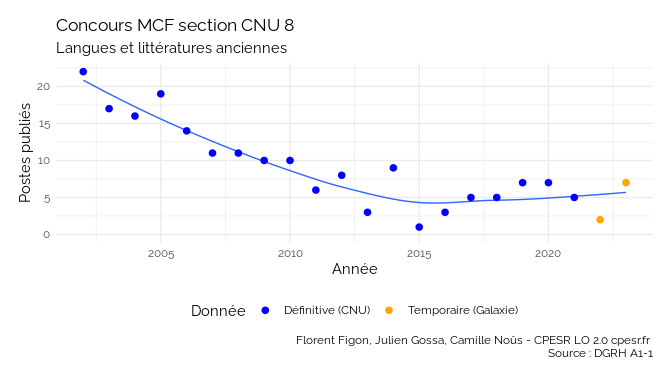 Concours MCF section CNU 8
Langues et littératures anciennes
Postes publiés
20
15
10
5
0
2005 2010 2015 2020
Année
Donnée Définitive (CNU) Temporaire (Galaxie)
Florent Figon, Julien Gossa, Camille Noûs - CPESR LO 2.0 cpesr.fr
Source : DGRH A1-1